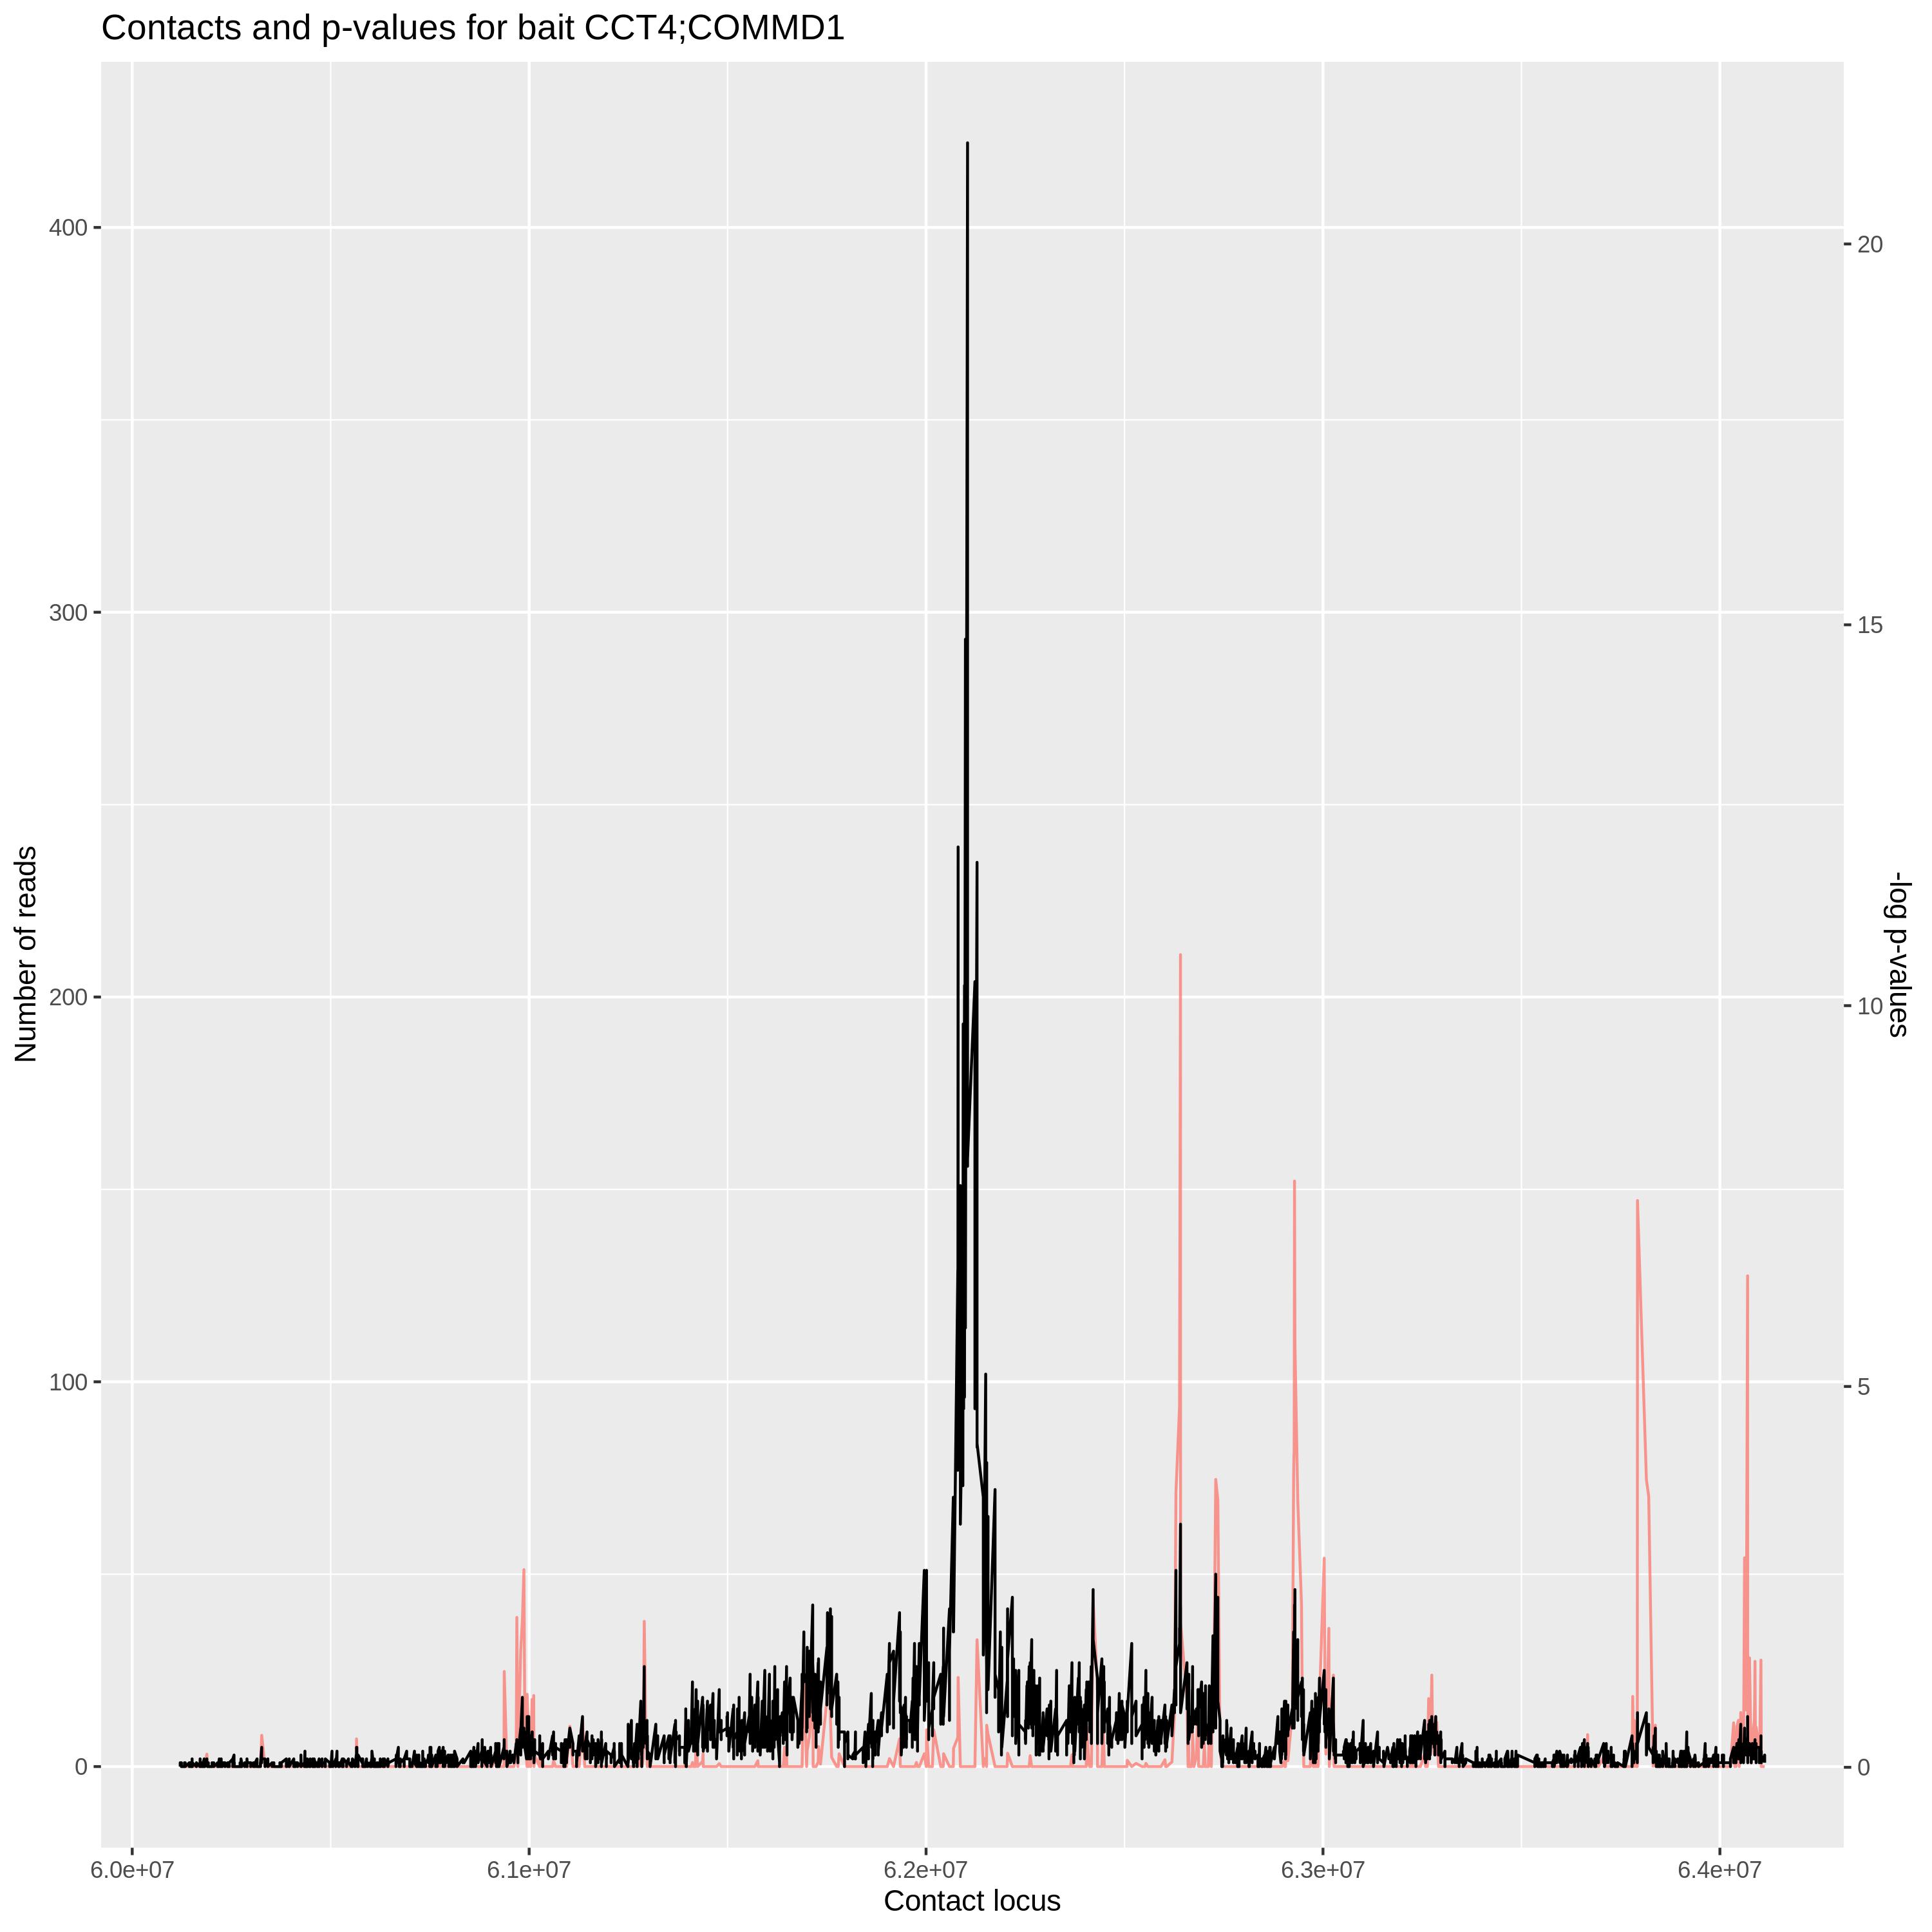 Contacts and p-values for bait CCT4;COMMD1
400
300
200
100
0
Number of reads
20
15
10
5
0
-log p-values
6.0e+07
6.1e+07
6.2e+07
6.3e+07
6.4e+07
Contact locus